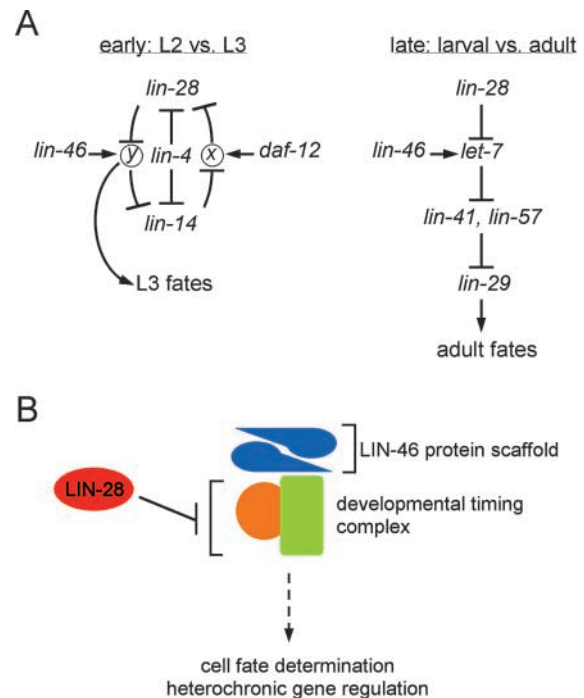 A
early: L2 vs. L3
lin-28
lin-46
y
lin-4
x
daf-12
lin-14
L3 fates
late: larval vs. adult
lin-28
lin-46
let-7
lin-41, lin-57
lin-29
adult fates
B
LIN-28
LIN-46 protein scaffold
developmental timing
complex
cell fate determination
heterochronic gene regulation